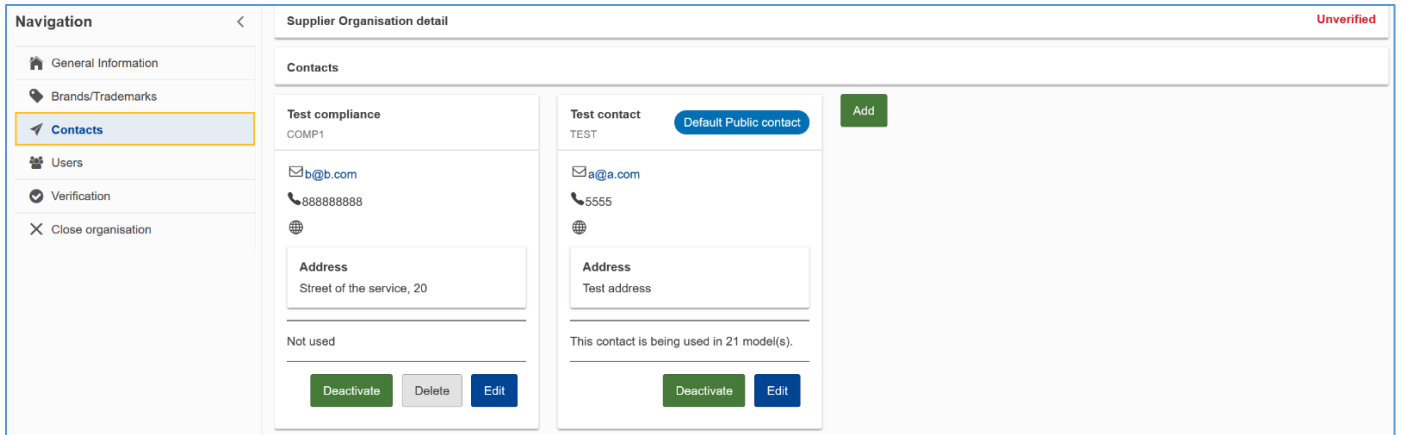 Navigation
General Information
Brands/Trademarks
Contacts
Users
Verification
Close organisation
Supplier Organisation detail
Unverified
Contacts
Test compliance
COMP1
b@b.com
888888888
Address
Street of the service, 20
Not used
Deactivate Delete Edit
Test contact
TEST
Default Public contact
a@a.com
5555
Address
Test address
This contact is being used in 21 model(s).
Deactivate Edit
Add